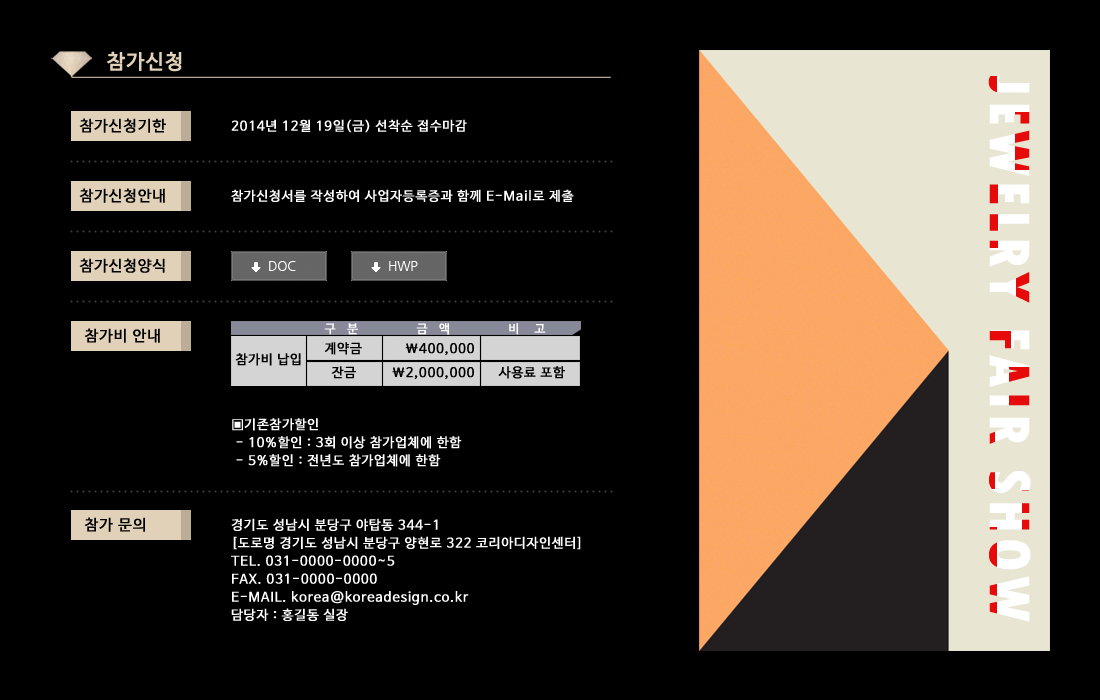 참가신청
참가신청기한
2014년 12월 19일(금) 선착순 접수마감
참가신청안내
참가신청서를 작성하여 사업자등록증과 함께 E-Mail로 제출
참가신청양식
DOC
HWP
참가비 안내
구 분 금 액 비 고
참가비 납입
계약금 ₩400,000
잔금 ₩2,000,000 사용료 포함
▣기존참가할인
- 10%할인 : 3회 이상 참가업체에 한함
- 5%할인 : 전년도 참가업체에 한함
참가 문의
경기도 성남시 분당구 야탑동 344-1
[도로명 경기도 성남시 분당구 양현로 322 코리아디자인센터]
TEL. 031-0000-0000~5
FAX. 031-0000-0000
E-MAIL. korea@koreadesign.co.kr
담당자 : 홍길동 실장
JEWELRY FAIR SHOW